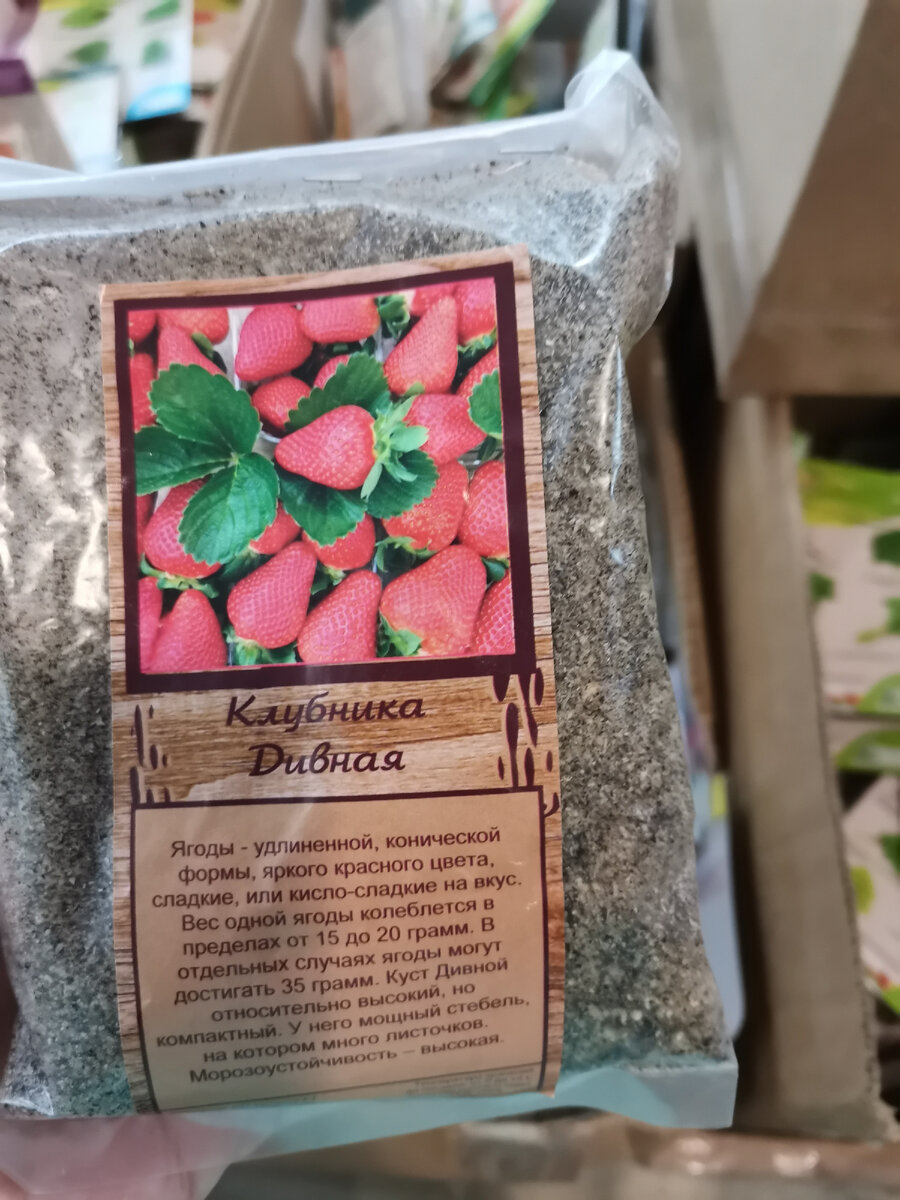 Клубника
Дивная
Ягоды - удлиненной, конической
формы, яркого красного цвета,
сладкие, или кисло-сладкие на вкус.
Вес одной ягоды колеблется в
пределах от 15 до 20 грамм. В
отдельных случаях ягоды могут
достигать 35 грамм. Куст Дивной
относительно высокий, но
компактный. У него мощный стебель,
на котором много листочков.
Морозоустойчивость – высокая.